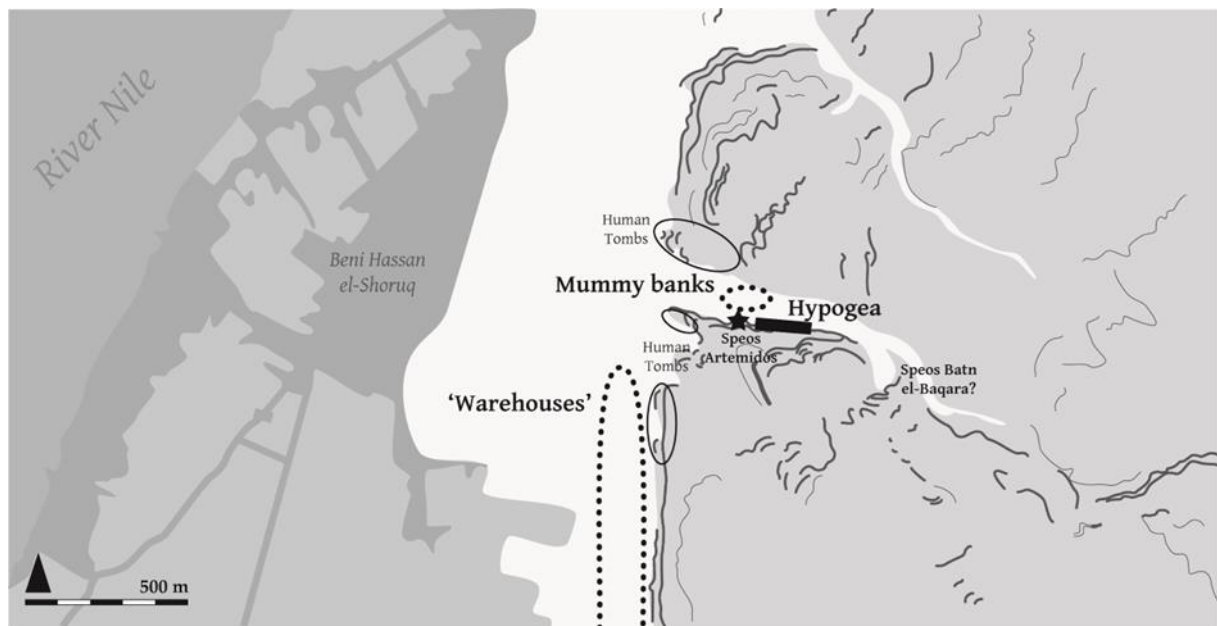 River Nile
Beni Hassan
el-Shoruq
Human
Tombs
Mummy banks
Hypogea
Speos
Artemidos
Human
Tombs
Speos Batn
el-Baqara?
‘Warehouses’
500 m